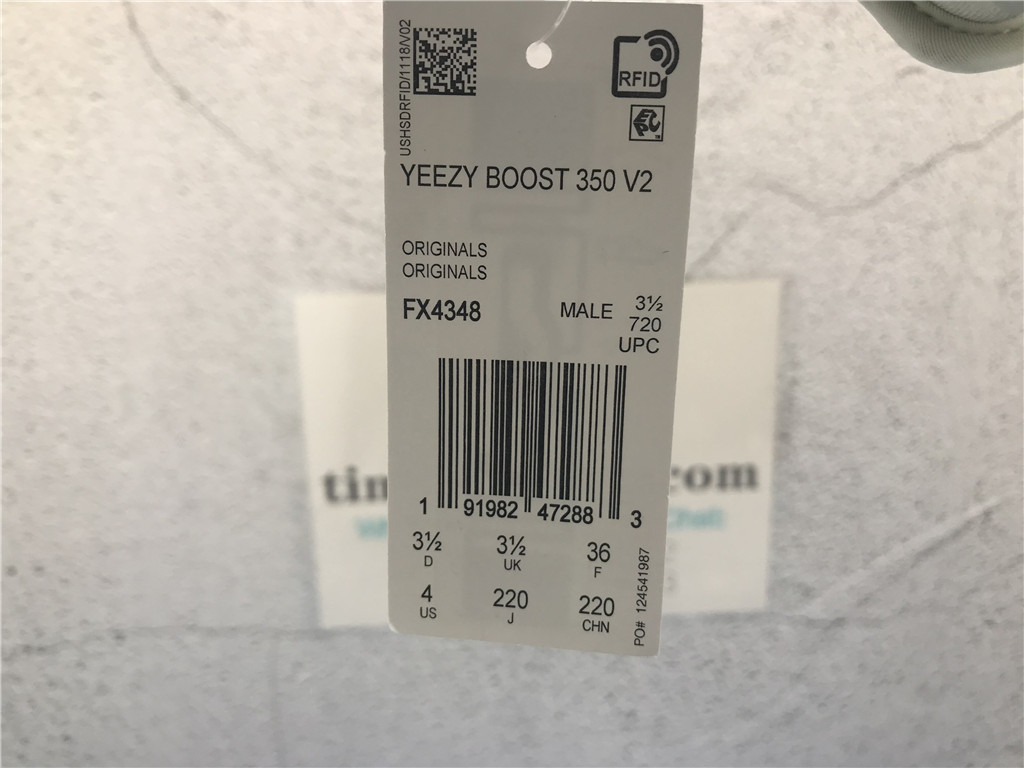 USHSDRFID/1118/V02
RFID
EPC
YEEZY BOOST 350 V2
ORIGINALS
ORIGINALS
FX4348
MALE 3½
720
UPC
1 91982 47288 3
3½ 3½ 36
D UK F
4 220 220
US J CHN
PO# 124541987